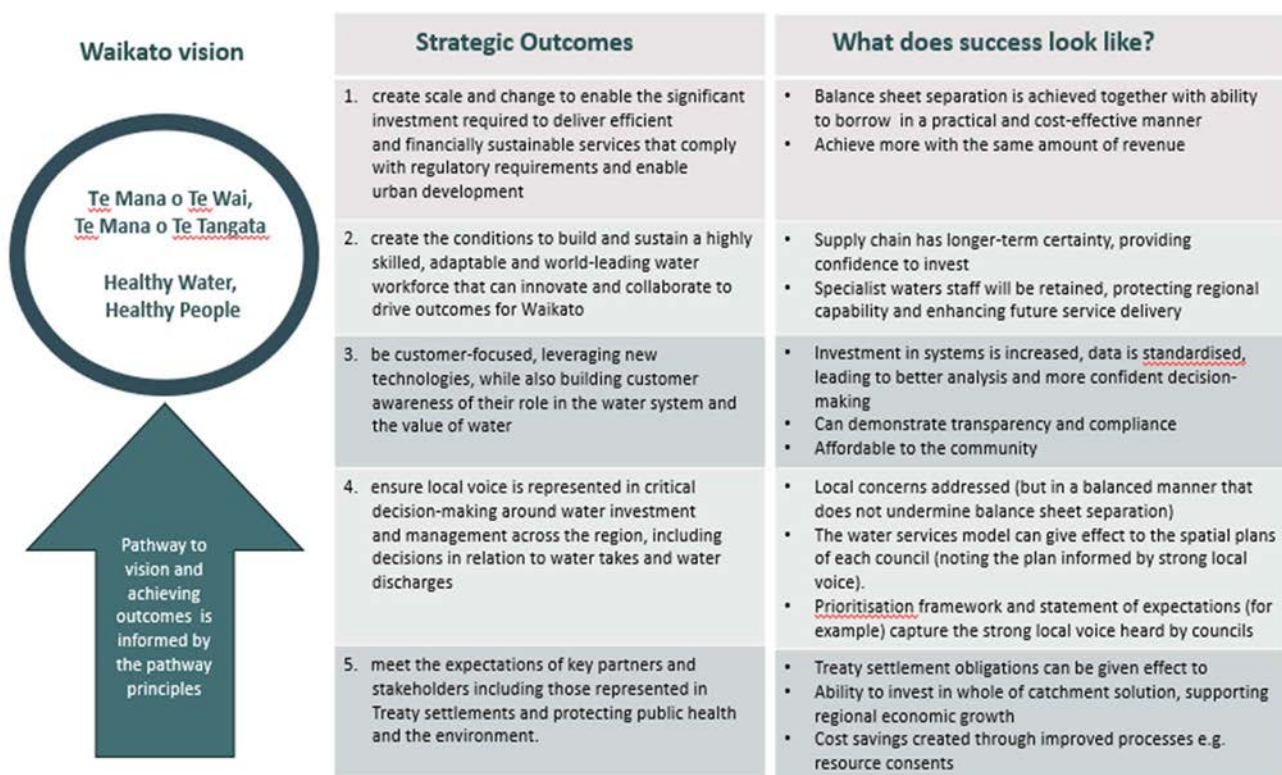 Waikato vision
Te Mana o Te Wai,
Te Mana o Te Tangata
Healthy Water,
Healthy People
Pathway to
vision and
achieving
outcomes is
informed by
the pathway
principles
Strategic Outcomes
What does success look like?
1. create scale and change to enable the significant
investment required to deliver efficient
and financially sustainable services that comply
with regulatory requirements and enable
urban development
• Balance sheet separation is achieved together with ability
to borrow in a practical and cost-effective manner
• Achieve more with the same amount of revenue
2. create the conditions to build and sustain a highly
skilled, adaptable and world-leading water
workforce that can innovate and collaborate to
drive outcomes for Waikato
• Supply chain has longer-term certainty, providing
confidence to invest
• Specialist waters staff will be retained, protecting regional
capability and enhancing future service delivery
3. be customer-focused, leveraging new
technologies, while also building customer
awareness of their role in the water system and
the value of water
• Investment in systems is increased, data is standardised,
leading to better analysis and more confident decision-
making
• Can demonstrate transparency and compliance
• Affordable to the community
4. ensure local voice is represented in critical
decision-making around water investment
and management across the region, including
decisions in relation to water takes and water
discharges
• Local concerns addressed (but in a balanced manner that
does not undermine balance sheet separation)
• The water services model can give effect to the spatial plans
of each council (noting the plan informed by strong local
voice).
• Prioritisation framework and statement of expectations (for
example) capture the strong local voice heard by councils
5. meet the expectations of key partners and
stakeholders including those represented in
Treaty settlements and protecting public health
and the environment.
• Treaty settlement obligations can be given effect to
• Ability to invest in whole of catchment solution, supporting
regional economic growth
• Cost savings created through improved processes e.g.
resource consents